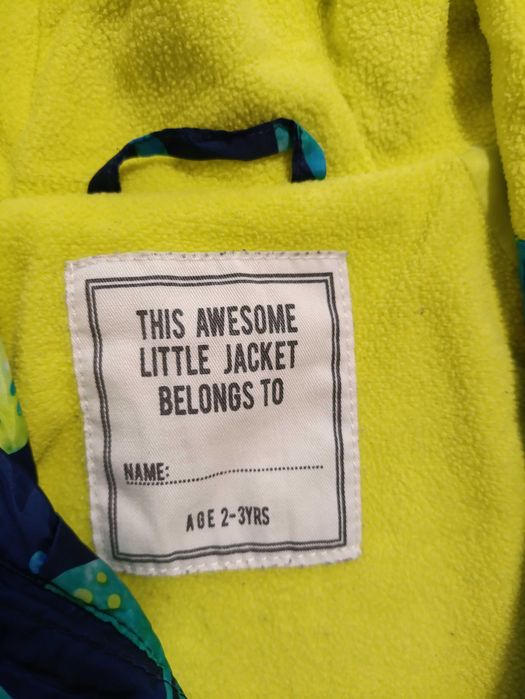 THIS AWESOME
LITTLE JACKET
BELONGS TO
NAME:
AGE 2-3YRS